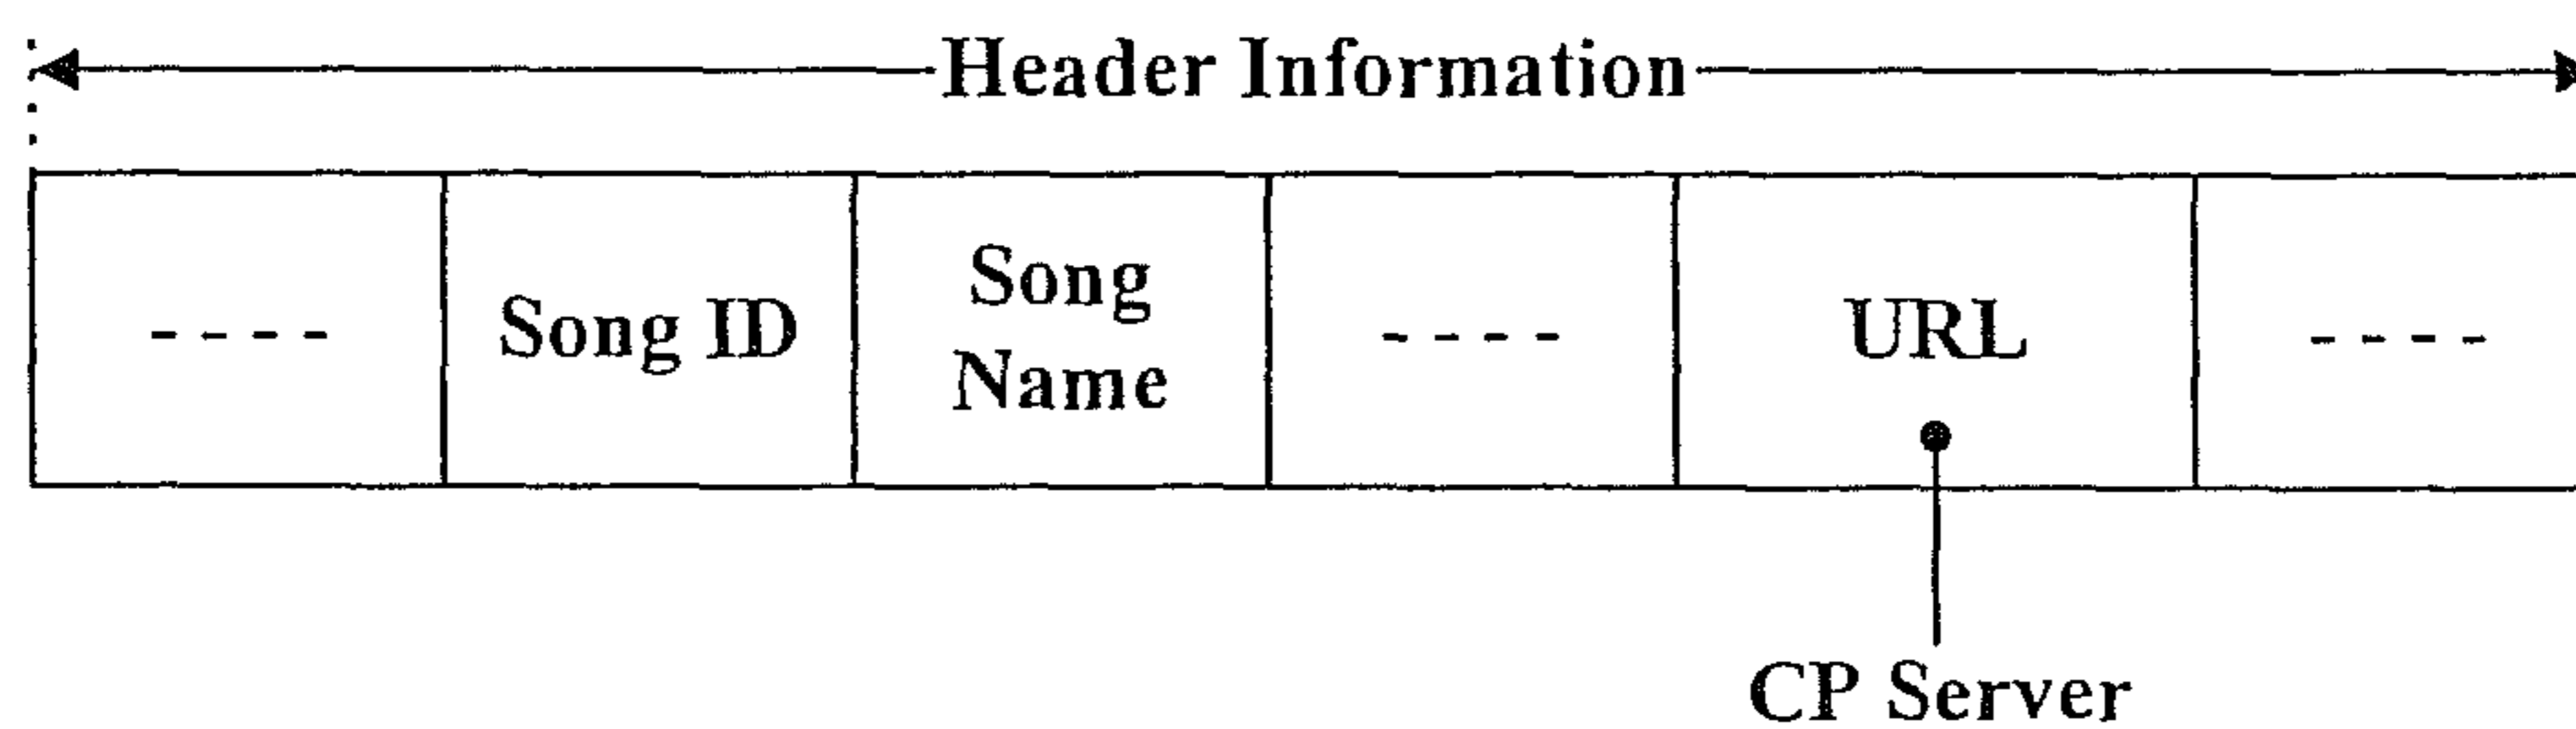 Header Information
- - - -
Song ID
Song
Name
- - - -
URL
- - - -
CP Server